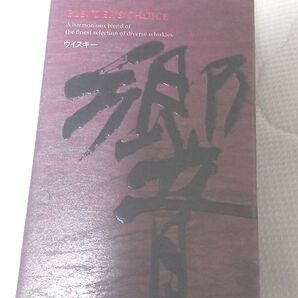 BLENDER'S CHOICE
A harmonious blend of
the finest selection of diverse whiskies
ウイスキー
響